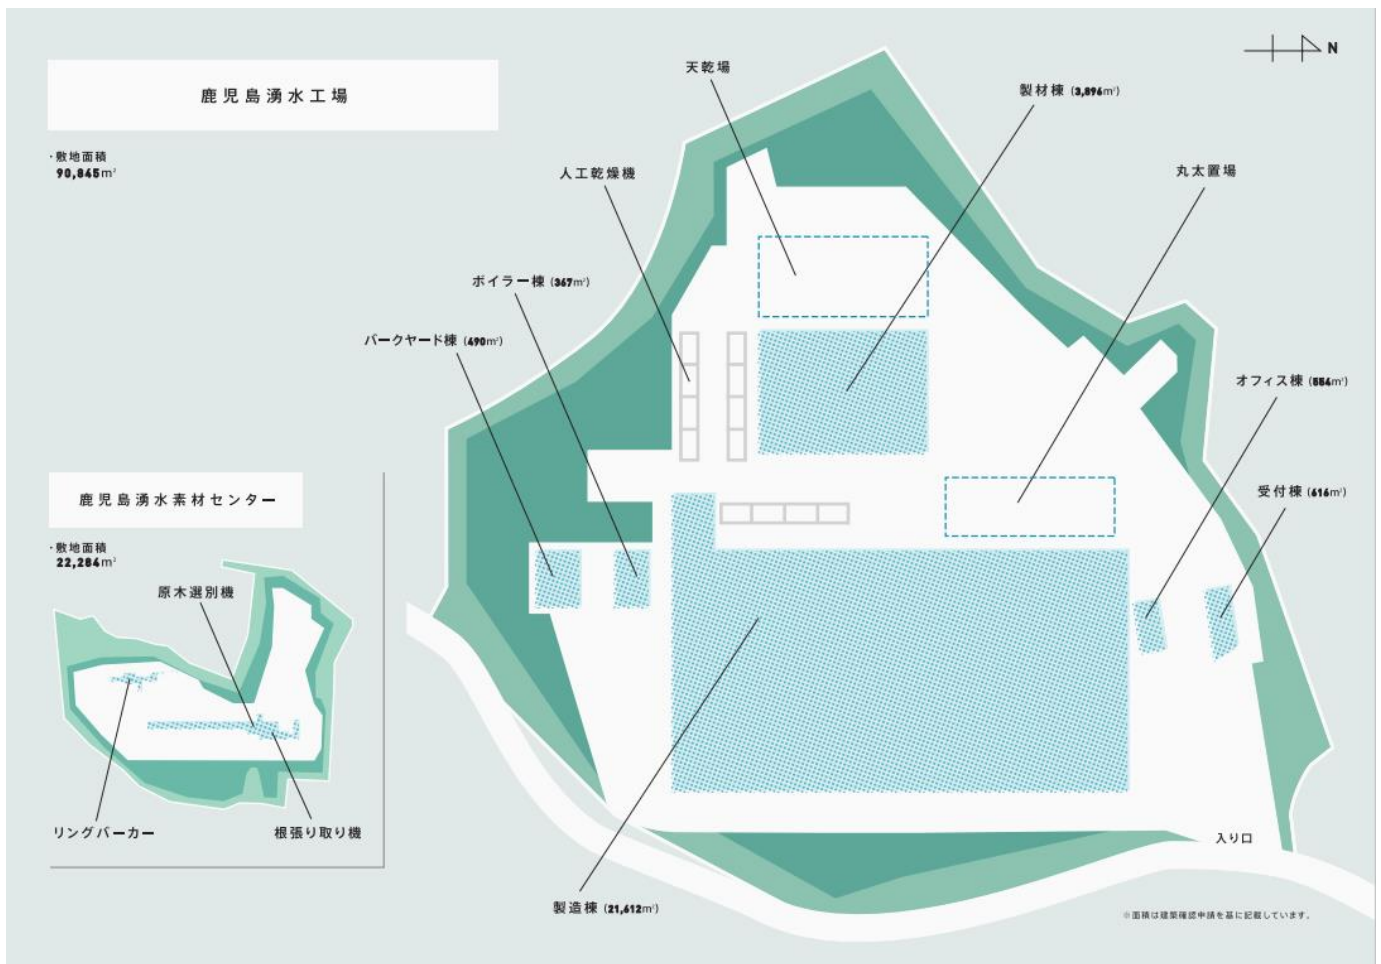 鹿児島湧水工場
・敷地面積
90,845m²
N
天乾場
製材棟 (3,896m²)
人工乾燥機
丸太置場
ボイラー棟 (367m²)
バークヤード棟 (490m²)
オフィス棟 (554m²)
受付棟 (616m²)
鹿児島湧水素材センター
・敷地面積
22,284m²
原木選別機
リングバーカー
根張り取り機
入り口
製造棟 (21,612m²)
※面積は建築確認申請を基に記載しています。